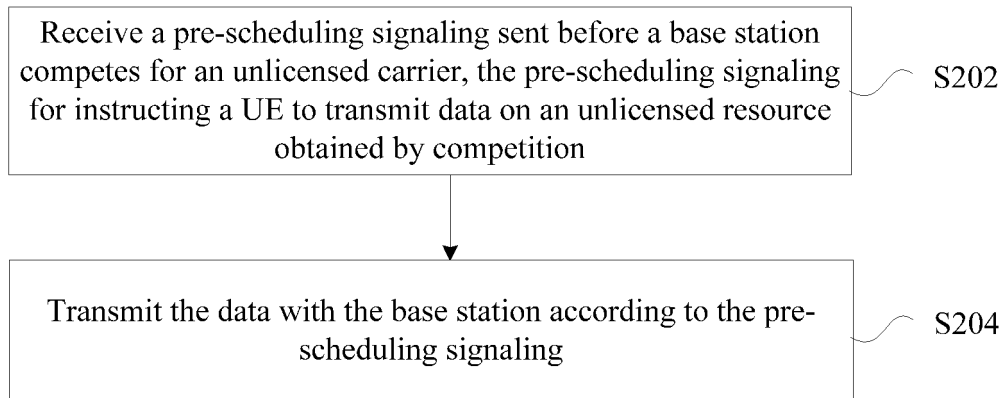 Receive a pre-scheduling signaling sent before a base station
competes for an unlicensed carrier, the pre-scheduling signaling
for instructing a UE to transmit data on an unlicensed resource
obtained by competition
S202
Transmit the data with the base station according to the pre-
scheduling signaling
S204